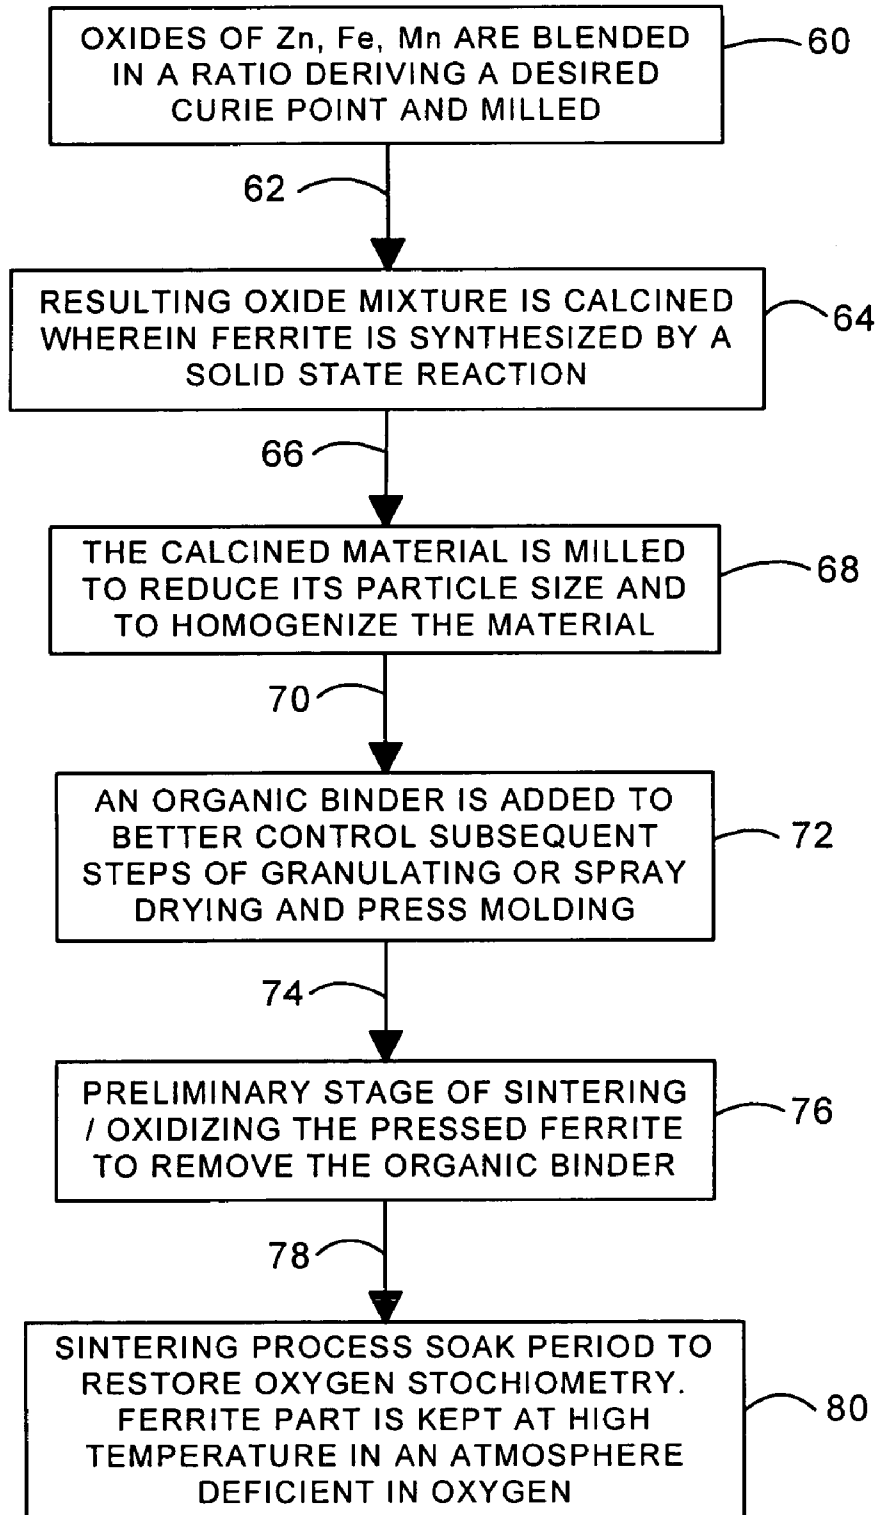 OXIDES OF Zn, Fe, Mn ARE BLENDED
IN A RATIO DERIVING A DESIRED
CURIE POINT AND MILLED
60
62
RESULTING OXIDE MIXTURE IS CALCINED
WHEREIN FERRITE IS SYNTHESIZED BY A
SOLID STATE REACTION
64
66
THE CALCINED MATERIAL IS MILLED
TO REDUCE ITS PARTICLE SIZE AND
TO HOMOGENIZE THE MATERIAL
68
70
AN ORGANIC BINDER IS ADDED TO
BETTER CONTROL SUBSEQUENT
STEPS OF GRANULATING OR SPRAY
DRYING AND PRESS MOLDING
72
74
PRELIMINARY STAGE OF SINTERING
/ OXIDIZING THE PRESSED FERRITE
TO REMOVE THE ORGANIC BINDER
76
78
SINTERING PROCESS SOAK PERIOD TO
RESTORE OXYGEN STOCHIOMETRY.
FERRITE PART IS KEPT AT HIGH
TEMPERATURE IN AN ATMOSPHERE
DEFICIENT IN OXYGEN
80